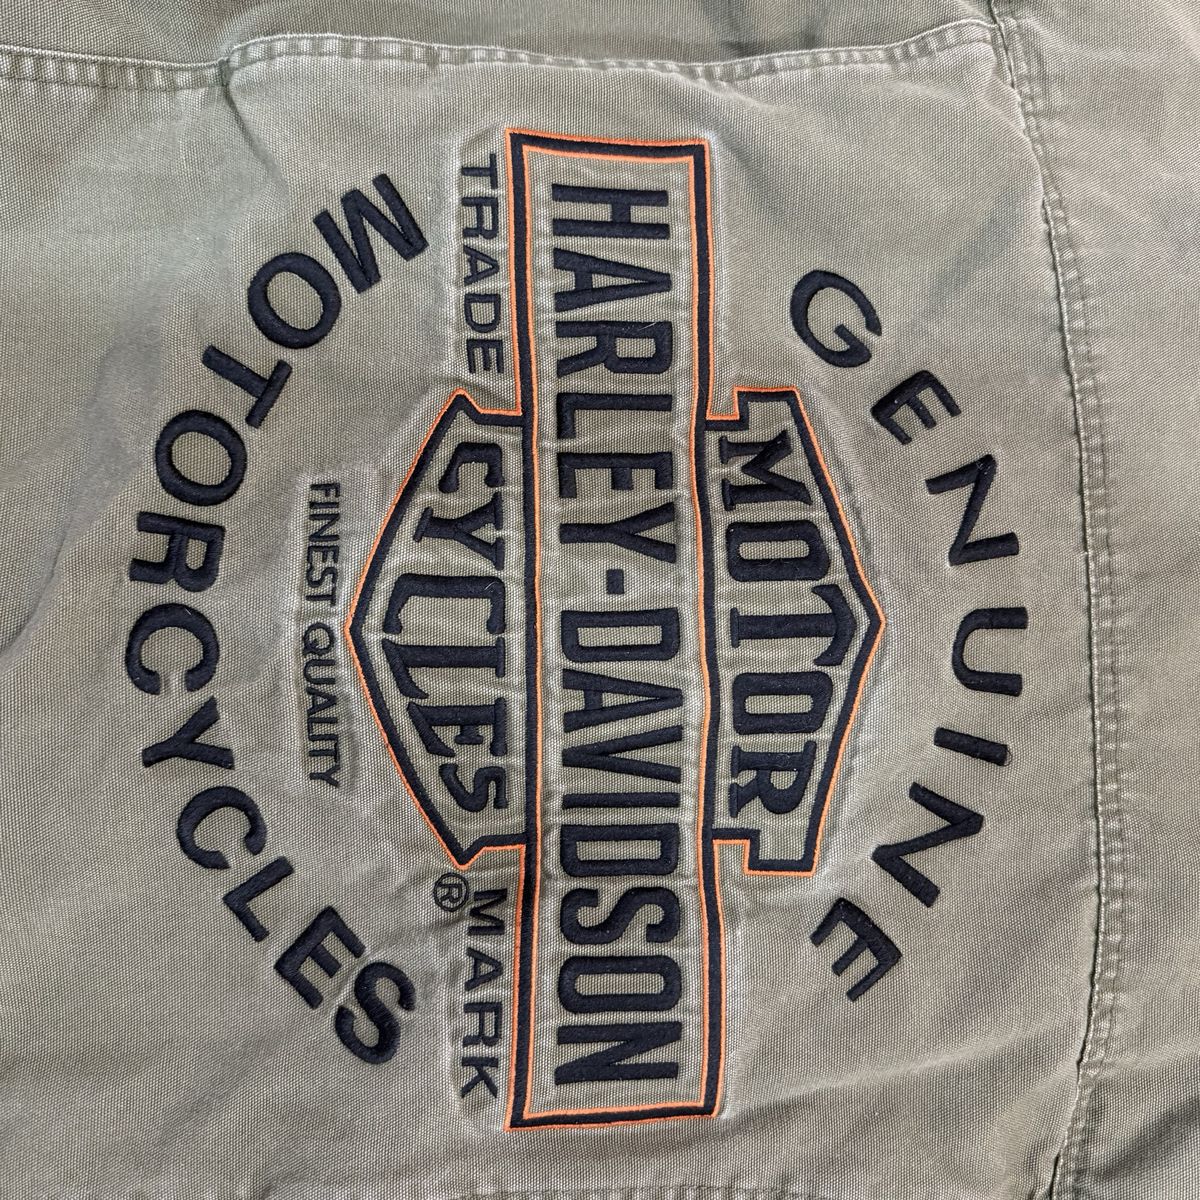 GENUINE
MOTOR
HARLEY-DAVIDSON
CYCLES
TRADE MARK®
FINEST QUALITY
MOTORCYCLES